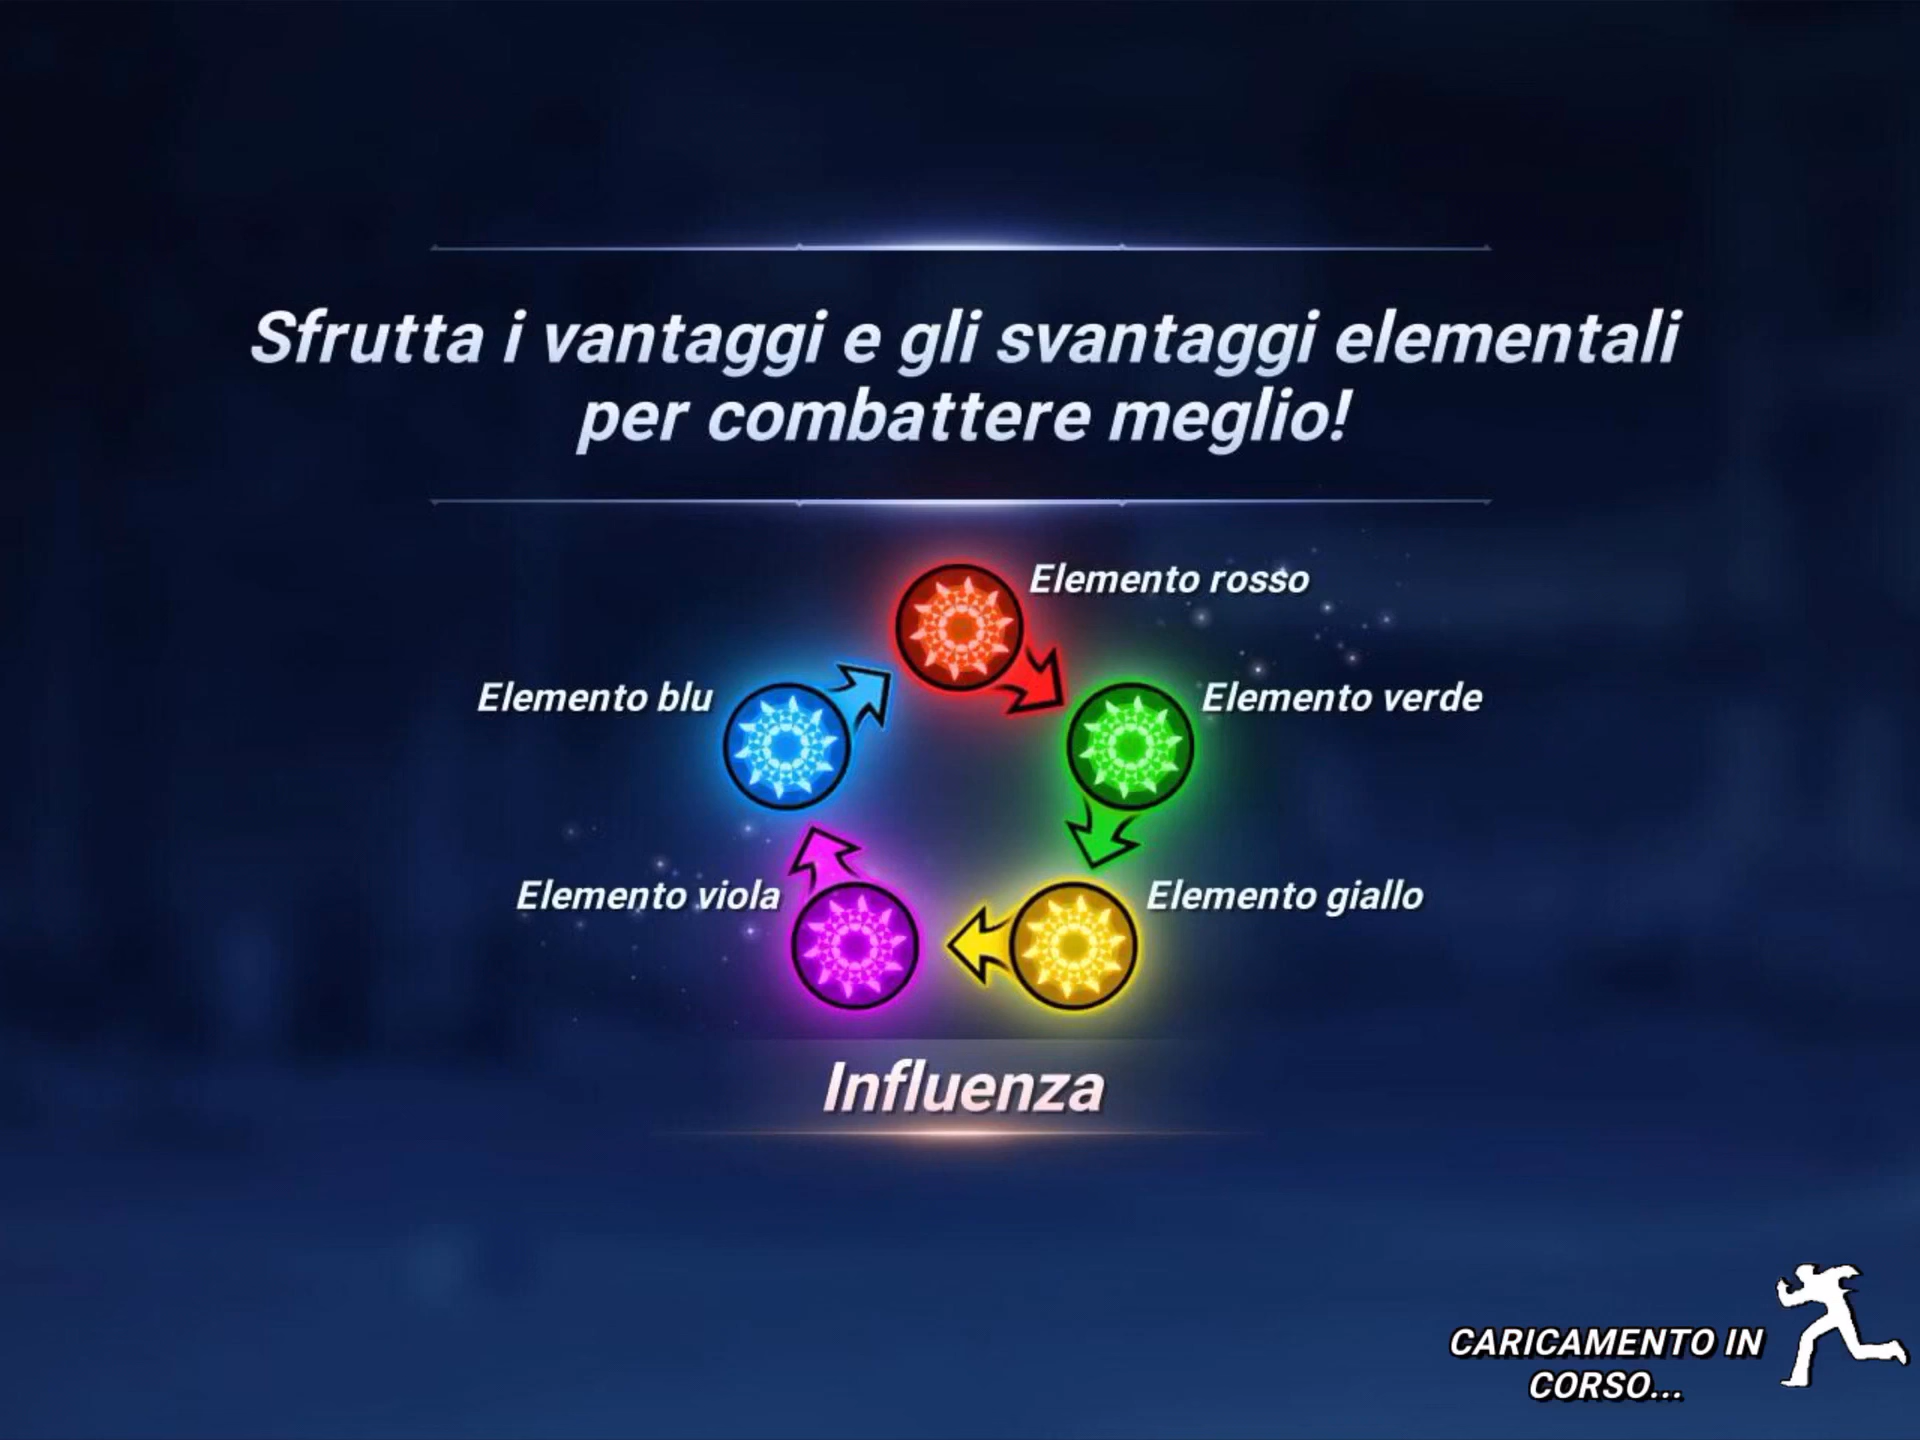 Sfrutta i vantaggi e gli svantaggi elementali
per combattere meglio!
Elemento rosso
Elemento blu
Elemento verde
Elemento viola
Elemento giallo
Influenza
CARICAMENTO IN
CORSO...